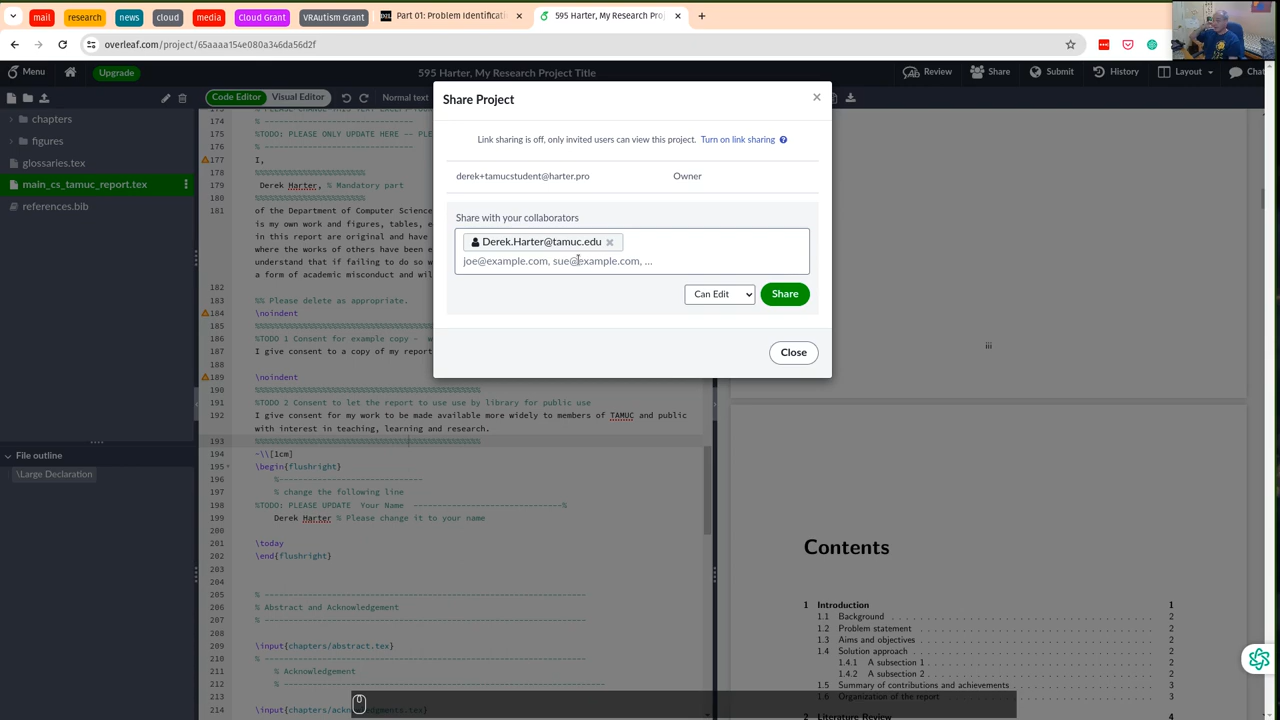 mail
research
news
cloud
media
Cloud Grant
VRAutism Grant
D2L
Part 01: Problem Identificati
595 Harter, My Research Pro
overleaf.com/project/65aaaa154e080a346da56d2f
Menu
Upgrade
595 Harter, My Research Project Title
Review
Share
Submit
History
Layout
Chat
Code Editor
Visual Editor
Normal text
chapters
figures
glossaries.tex
main_cs_tamuc_report.tex
references.bib
File outline
\Large Declaration
174 % -----------------------------
175 %TODO: PLEASE ONLY UPDATE HERE -- PLE
176 % -----------------------------
177 I,
178 %%%%%%%%%%%%%%%%%%%%%
179 Derek Harter, % Mandatory part
180 %%%%%%%%%%%%%%%%%%%%%
181 of the Department of Computer Science
is my own work and figures, tables, e
in this report are original and have
where the works of others have been e
understand that if failing to do so w
a form of academic misconduct and wil
182
183 %% Please delete as appropriate.
184 \noindent
185
186 %TODO 1 Consent for example copy - w
187 I give consent to a copy of my report
188
189 \noindent
190
191 %TODO 2 Consent to let the report to use use by library for public use
192 I give consent for my work to be made available more widely to members of TAMUC and public
with interest in teaching, learning and research.
193
194 ~\\[1cm]
195 \begin{flushright}
196 %----------------------------
197 % change the following line
198 %TODO: PLEASE UPDATE Your Name -----------------------------%
199 Derek Harter % Please change it to your name
200
201 \today
202 \end{flushright}
203
204
205
206 % Abstract and Acknowledgement
207
208
209 \input{chapters/abstract.tex}
210
211 % Acknowledgement
212
213
214 \input{chapters/acknowledgments.tex}
Share Project
×
Link sharing is off, only invited users can view this project. Turn on link sharing
derek+tamucstudent@harter.pro Owner
Share with your collaborators
Derek.Harter@tamuc.edu ×
joe@example.com, sue@example.com, ...
Can Edit
Share
Close
iii
Contents
1 Introduction 1
1.1 Background 2
1.2 Problem statement 2
1.3 Aims and objectives 2
1.4 Solution approach 2
1.4.1 A subsection 1 2
1.4.2 A subsection 2 2
1.5 Summary of contributions and achievements 3
1.6 Organization of the report 3
2 Literature Review 4